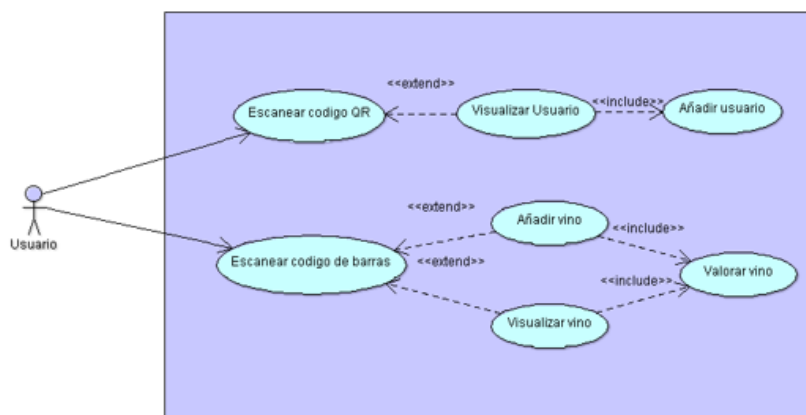 <<extend>>
Escanear codigo QR
Visualizar Usuario
<<include>>
Añadir usuario
Usuario
<<extend>>
Añadir vino
<<include>>
Escanear codigo de barras
<<extend>>
Valorar vino
<<include>>
Visualizar vino